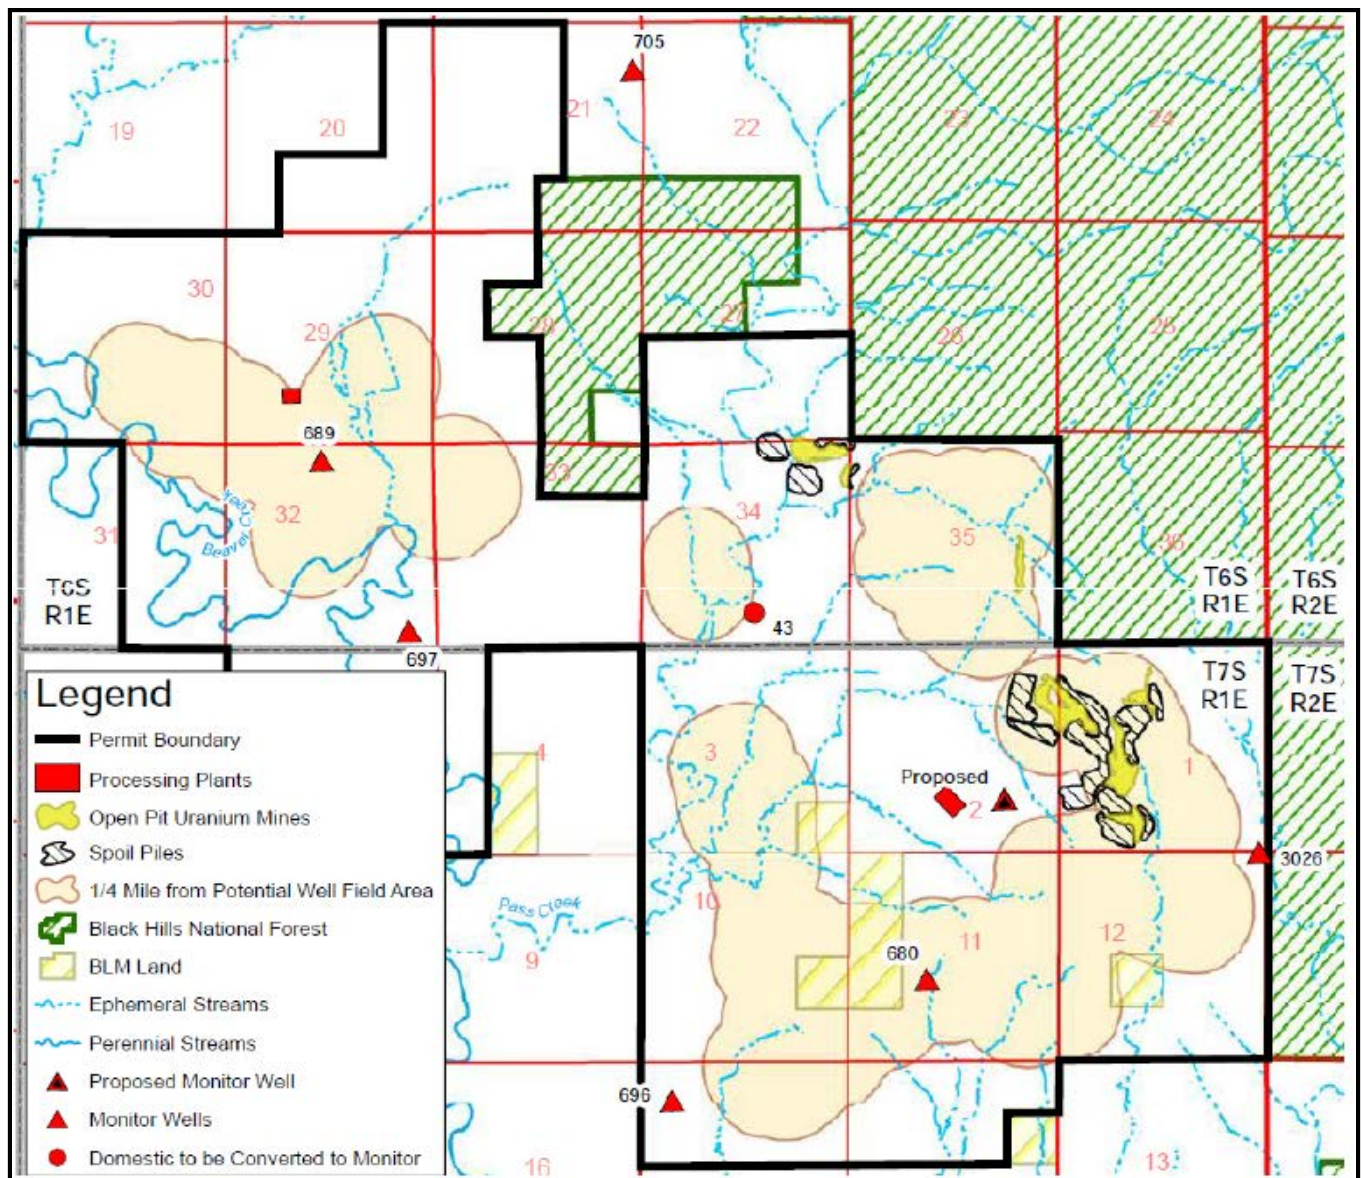 705
19
20
21
22
23
24
30
29
28
27
26
25
689
33
32
34
35
31
36
Beaver Creek
T6S
R1E
T6S
R1E
T6S
R2E
43
697
T7S
R1E
T7S
R2E
Legend
Permit Boundary
Processing Plants
Open Pit Uranium Mines
Spoil Piles
1/4 Mile from Potential Well Field Area
Black Hills National Forest
BLM Land
Ephemeral Streams
Perennial Streams
Proposed Monitor Well
Monitor Wells
Domestic to be Converted to Monitor
4
3
Proposed
2
1
3026
Pass Creek
10
9
680
11
12
696
16
13